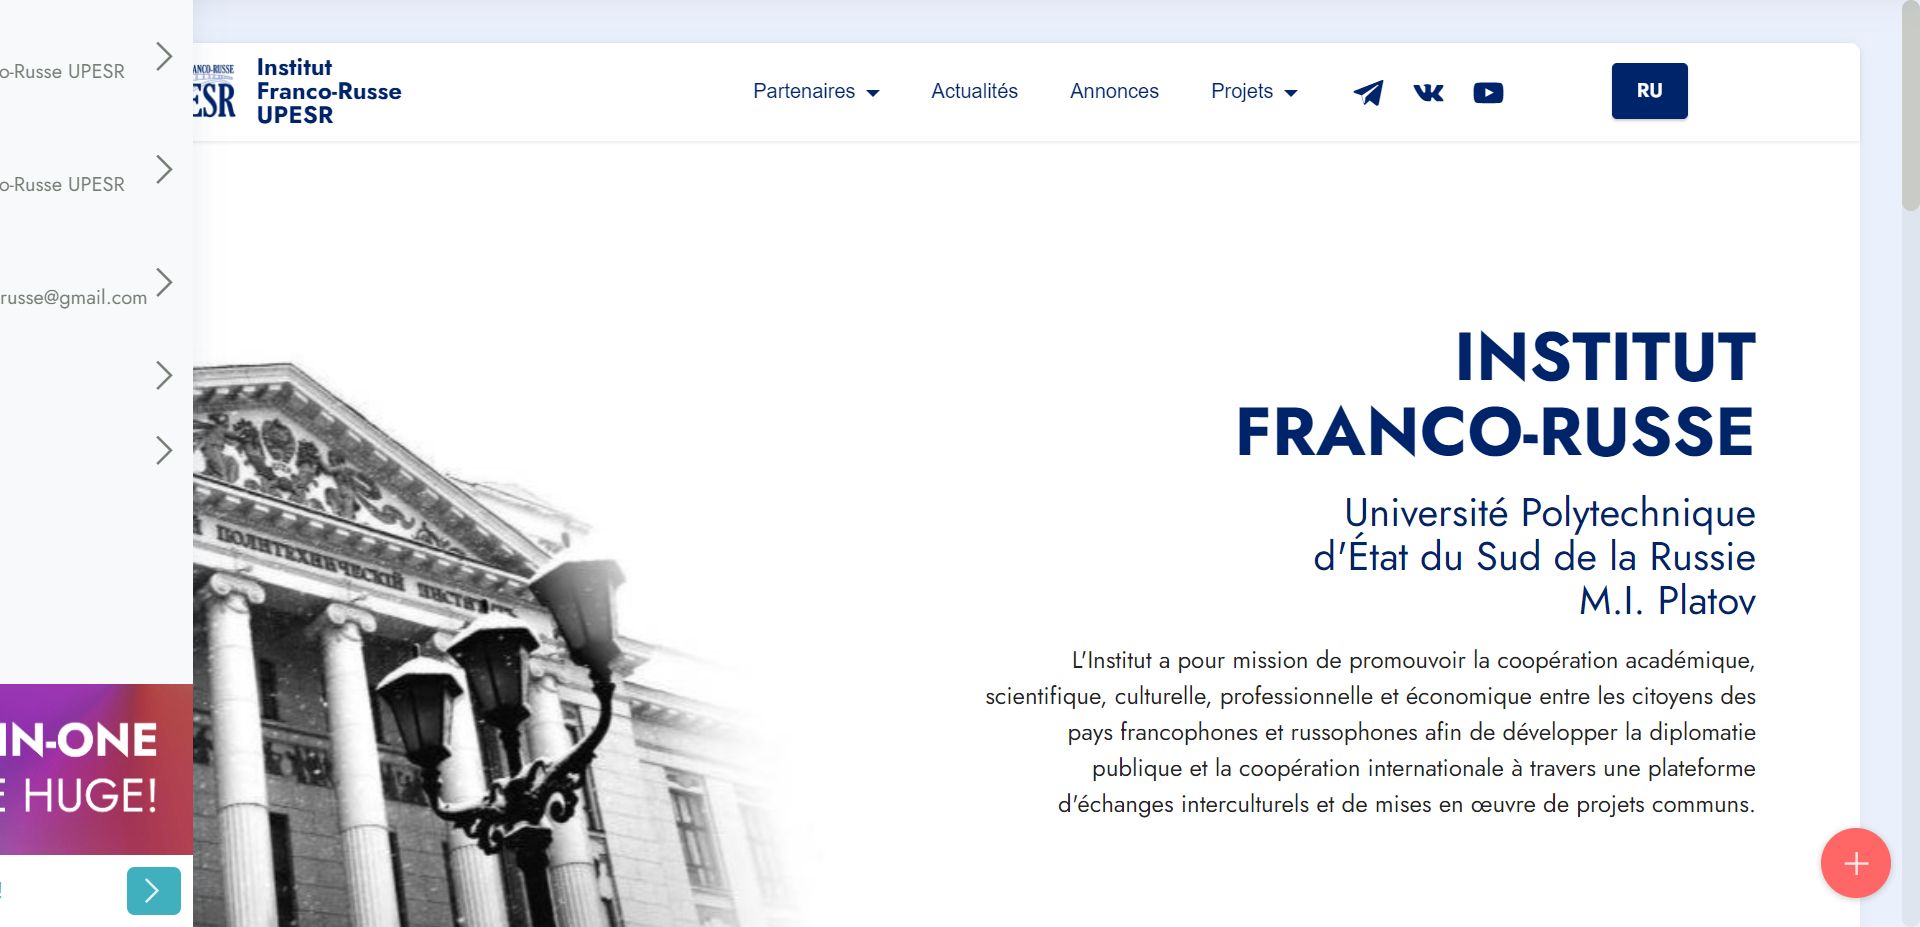 o-Russe UPESR
o-Russe UPESR
russe@gmail.com
IN-ONE
E HUGE!
!
ANCO-RUSSE
ESR
Institut
Franco-Russe
UPESR
Partenaires
Actualités
Annonces
Projets
RU
INSTITUT
FRANCO-RUSSE
Université Polytechnique
d'État du Sud de la Russie
M.I. Platov
L'Institut a pour mission de promouvoir la coopération académique,
scientifique, culturelle, professionnelle et économique entre les citoyens des
pays francophones et russophones afin de développer la diplomatie
publique et la coopération internationale à travers une plateforme
d'échanges interculturels et de mises en œuvre de projets communs.
ПОЛИТЕХНИЧЕСКІЙ ИНСТИТУТЪ